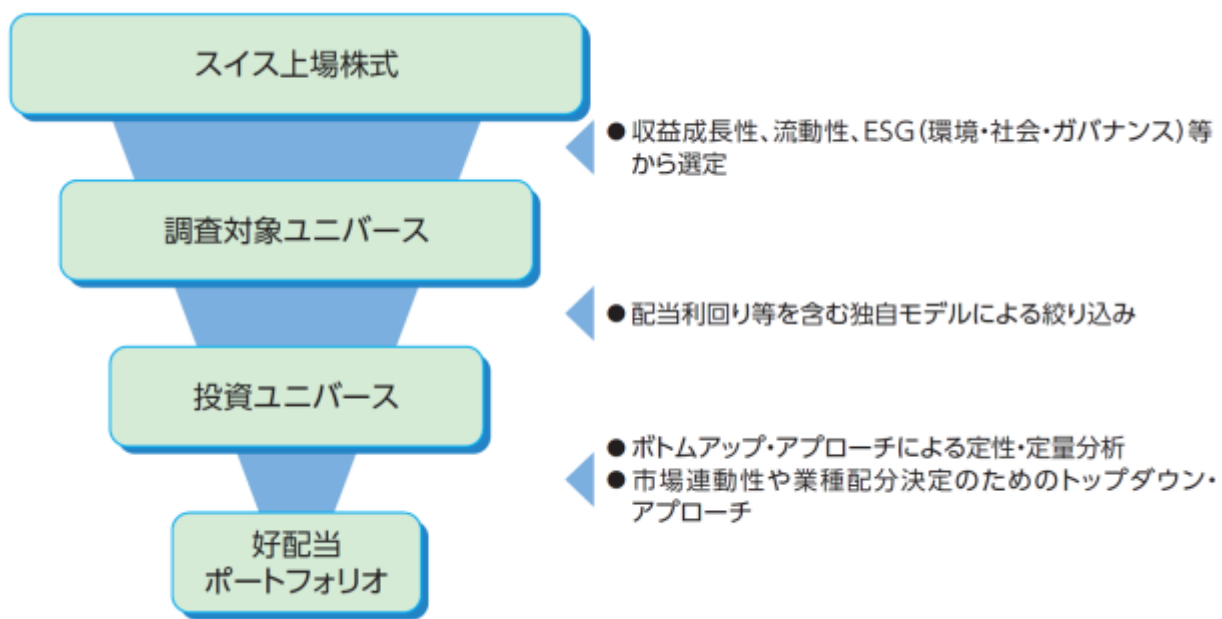 スイス上場株式
●収益成長性、流動性、ESG(環境・社会・ガバナンス)等
から選定
調査対象ユニバース
●配当利回り等を含む独自モデルによる絞り込み
投資ユニバース
●ボトムアップ・アプローチによる定性・定量分析
●市場連動性や業種配分決定のためのトップダウン・
アプローチ
好配当
ポートフォリオ